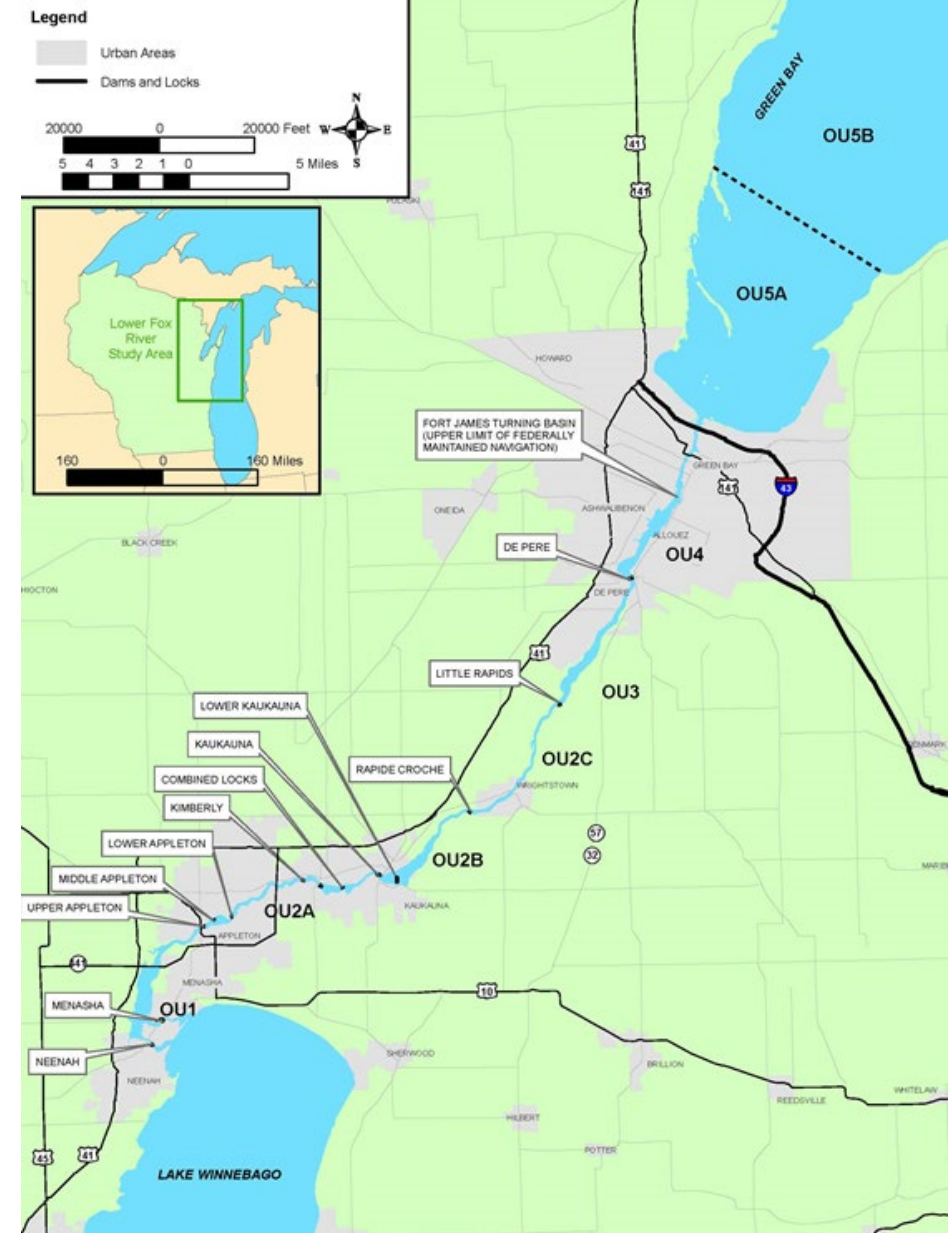 Legend
Urban Areas
Dams and Locks
20000 0 20000 Feet
5 4 3 2 1 0 5 Miles
N
W E
S
Lower Fox
River
Study Area
160 0 160 Miles
GREEN BAY
OU5B
OU5A
41
141
PULASKI
HOWARD
FORT JAMES TURNING BASIN
(UPPER LIMIT OF FEDERALLY
MAINTAINED NAVIGATION)
GREEN BAY
141
43
ONEIDA
ASHWAUBENON
ALLOUEZ
BLACK CREEK
DE PERE
OU4
HIOCTON
DE PERE
41
LITTLE RAPIDS
OU3
LOWER KAUKAUNA
KAUKAUNA
OU2C
RAPIDE CROCHE
COMBINED LOCKS
WRIGHTSTOWN
KIMBERLY
57
32
LOWER APPLETON
OU2B
MIDDLE APPLETON
UPPER APPLETON
OU2A
KAUKAUNA
APPLETON
441
MENASHA
10
MENASHA
OU1
NEENAH
SHERWOOD
BRILLION
NEENAH
WHITELAW
REEDSVILLE
HILBERT
POTTER
45
41
LAKE WINNEBAGO